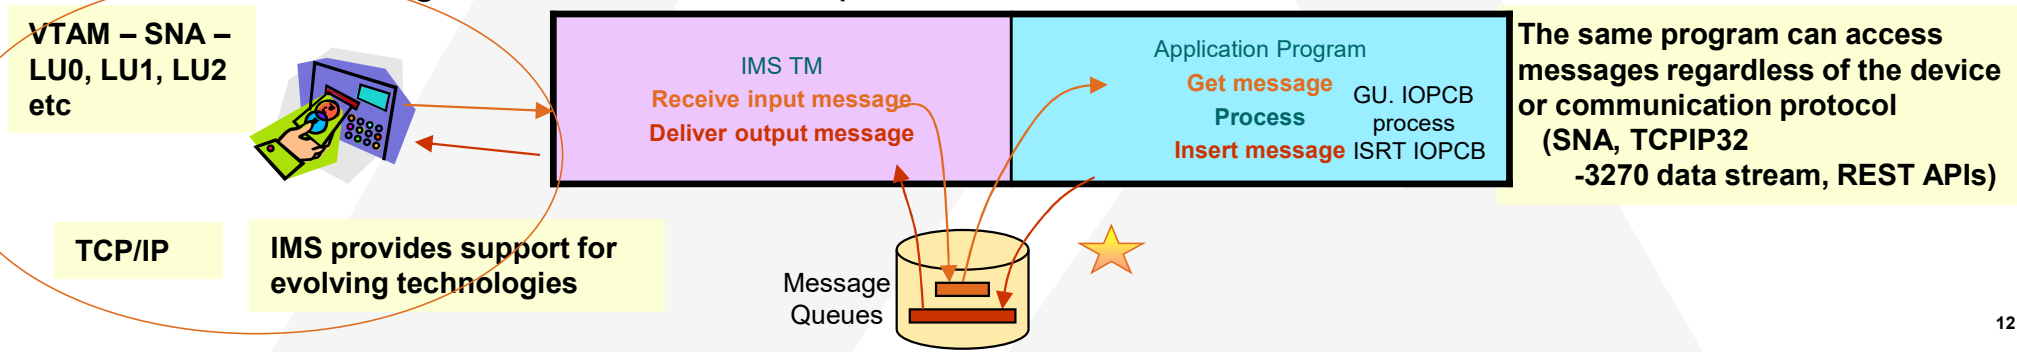 VTAM – SNA –
LU0, LU1, LU2
etc
IMS TM
Receive input message
Deliver output message
Application Program
Get message
Process
Insert message
GU. IOPCB
process
ISRT IOPCB
The same program can access
messages regardless of the device
or communication protocol
(SNA, TCPIP32
-3270 data stream, REST APIs)
TCP/IP
IMS provides support for
evolving technologies
Message
Queues
12